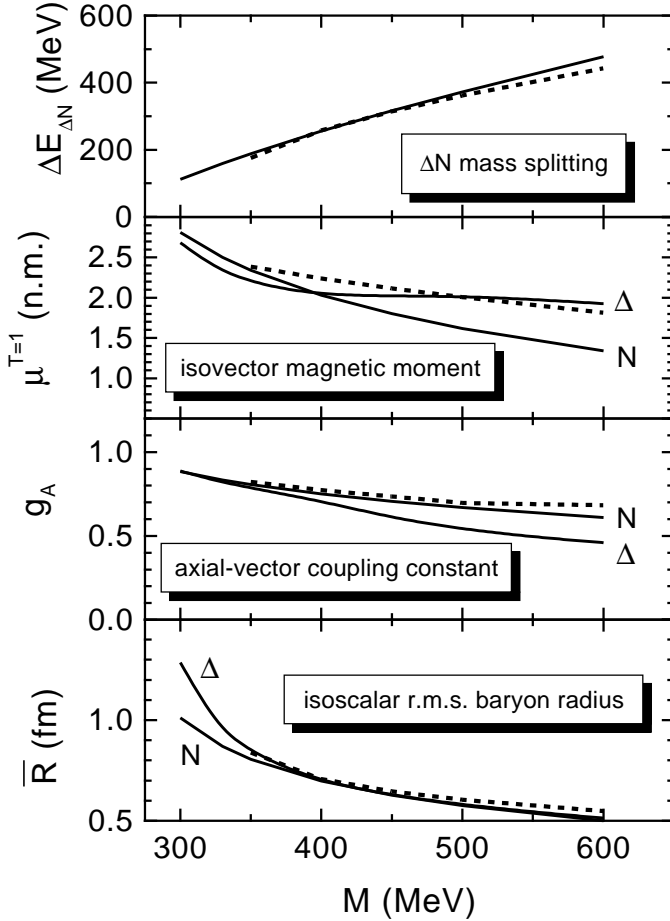 600
400
200
0
ΔE_ΔN (MeV)
ΔN mass splitting
2.5
2.0
1.5
1.0
μ^T=1 (n.m.)
Δ
N
isovector magnetic moment
1.0
0.5
0.0
g_A
N
Δ
axial-vector coupling constant
Δ
isoscalar r.m.s. baryon radius
1.0
N
0.5
R̅ (fm)
300 400 500 600
M (MeV)